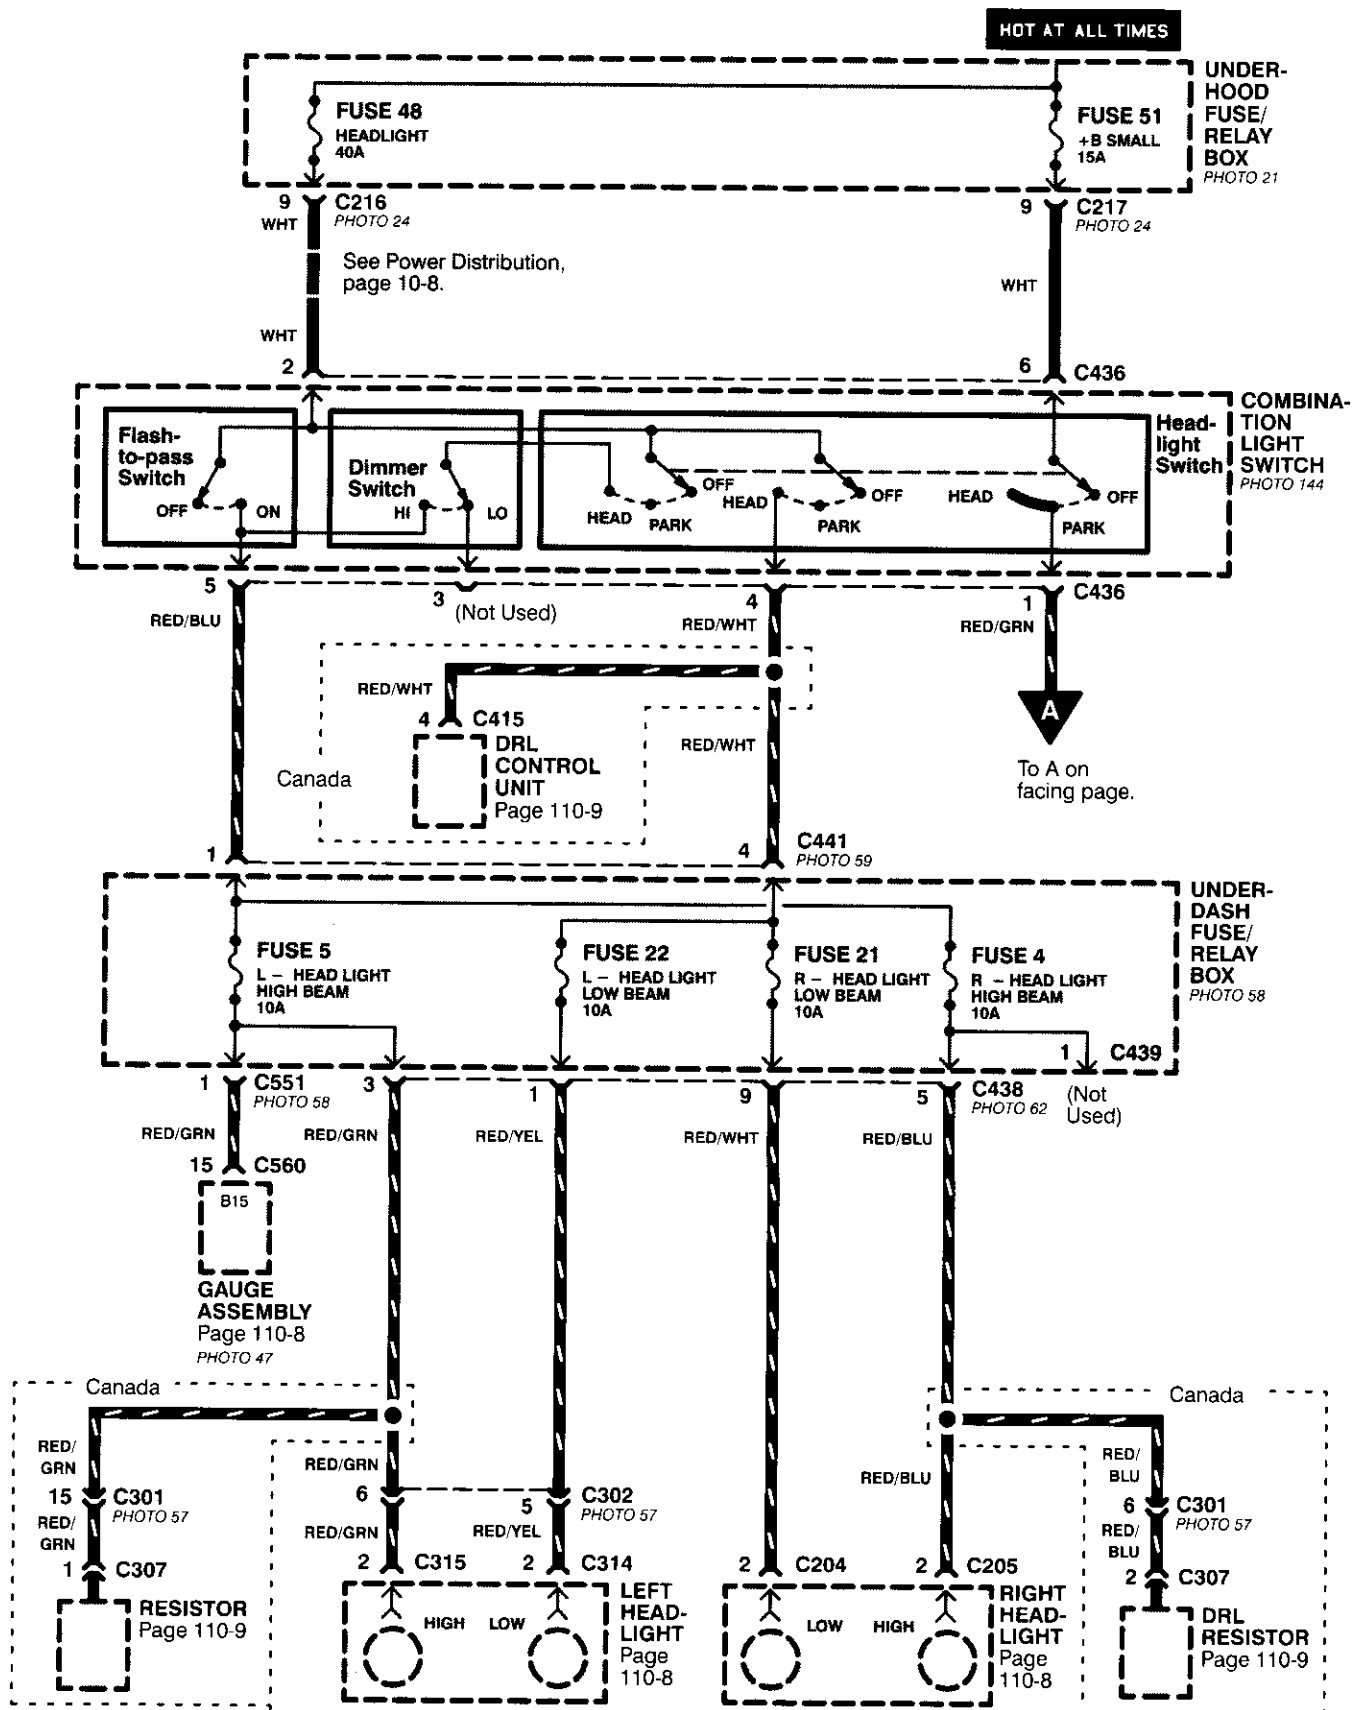 HOT AT ALL TIMES
UNDER-
HOOD
FUSE/
RELAY
BOX
PHOTO 21
FUSE 48
HEADLIGHT
40A
FUSE 51
+B SMALL
15A
9 C216
PHOTO 24
WHT
9 C217
PHOTO 24
See Power Distribution,
page 10-8.
WHT
WHT
2
6 C436
COMBINA-
TION
LIGHT
SWITCH
PHOTO 144
Flash-
to-pass
Switch
OFF ON
Dimmer
Switch
HI LO
Head-
light
Switch
OFF
HEAD PARK
HEAD OFF
PARK
HEAD OFF
PARK
5
3 (Not Used)
4
1 C436
RED/BLU
RED/WHT
RED/GRN
RED/WHT
4 C415
DRL
CONTROL
UNIT
Page 110-9
Canada
RED/WHT
A
To A on
facing page.
1
4 C441
PHOTO 59
UNDER-
DASH
FUSE/
RELAY
BOX
PHOTO 58
FUSE 5
L – HEAD LIGHT
HIGH BEAM
10A
FUSE 22
L – HEAD LIGHT
LOW BEAM
10A
FUSE 21
R – HEAD LIGHT
LOW BEAM
10A
FUSE 4
R – HEAD LIGHT
HIGH BEAM
10A
1 C439
(Not
Used)
1 C551
PHOTO 58
3
1
9
5 C438
PHOTO 62
RED/GRN
RED/GRN
RED/YEL
RED/WHT
RED/BLU
15 C560
B15
GAUGE
ASSEMBLY
Page 110-8
PHOTO 47
Canada
Canada
RED/
GRN
15 C301
PHOTO 57
RED/
GRN
1 C307
RESISTOR
Page 110-9
RED/GRN
6
RED/GRN
2 C315
5 C302
PHOTO 57
RED/YEL
2 C314
HIGH LOW
LEFT
HEAD-
LIGHT
Page
110-8
RED/BLU
2 C204
2 C205
LOW HIGH
RIGHT
HEAD-
LIGHT
Page
110-8
RED/
BLU
6 C301
PHOTO 57
RED/
BLU
2 C307
DRL
RESISTOR
Page 110-9